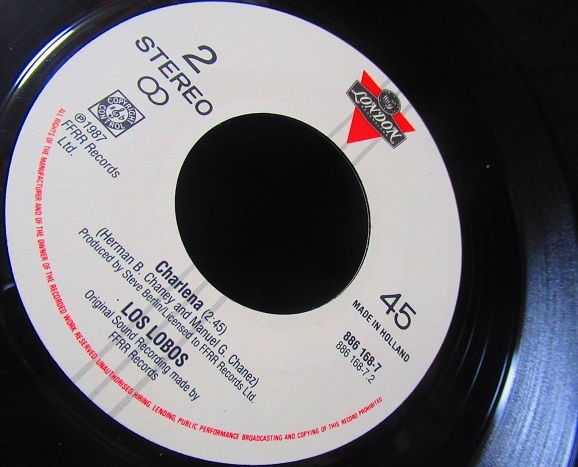 2
STEREO
COPYRIGHT
CONTROL
℗1987
FFRR Records
Ltd.
LONDON
45
MADE IN HOLLAND
886 168-7
886 168-7.2
Charlena (2:45)
(Herman B. Chaney and Manuel G. Chanez)
Produced by Steve Berlin/Licensed to FFRR Records Ltd.
LOS LOBOS
Original Sound Recording made by
FFRR Records
ALL RIGHTS OF THE MANUFACTURER AND OF THE OWNER OF THE RECORDED WORK RESERVED. UNAUTHORISED HIRING, LENDING, PUBLIC PERFORMANCE BROADCASTING AND COPYING OF THIS RECORD PROHIBITED